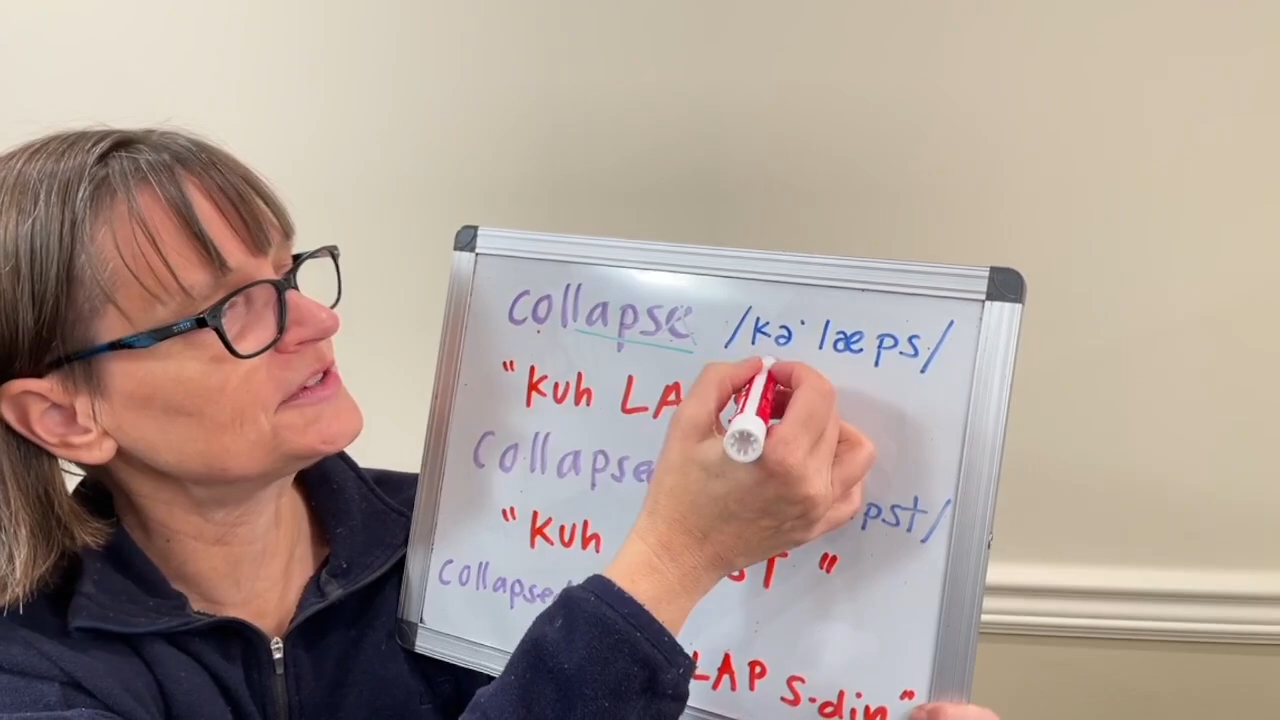 collapse /kə'læps/
"Kuh LA
collapse
"Kuh ST"
collapse pst/
LAP S-din"